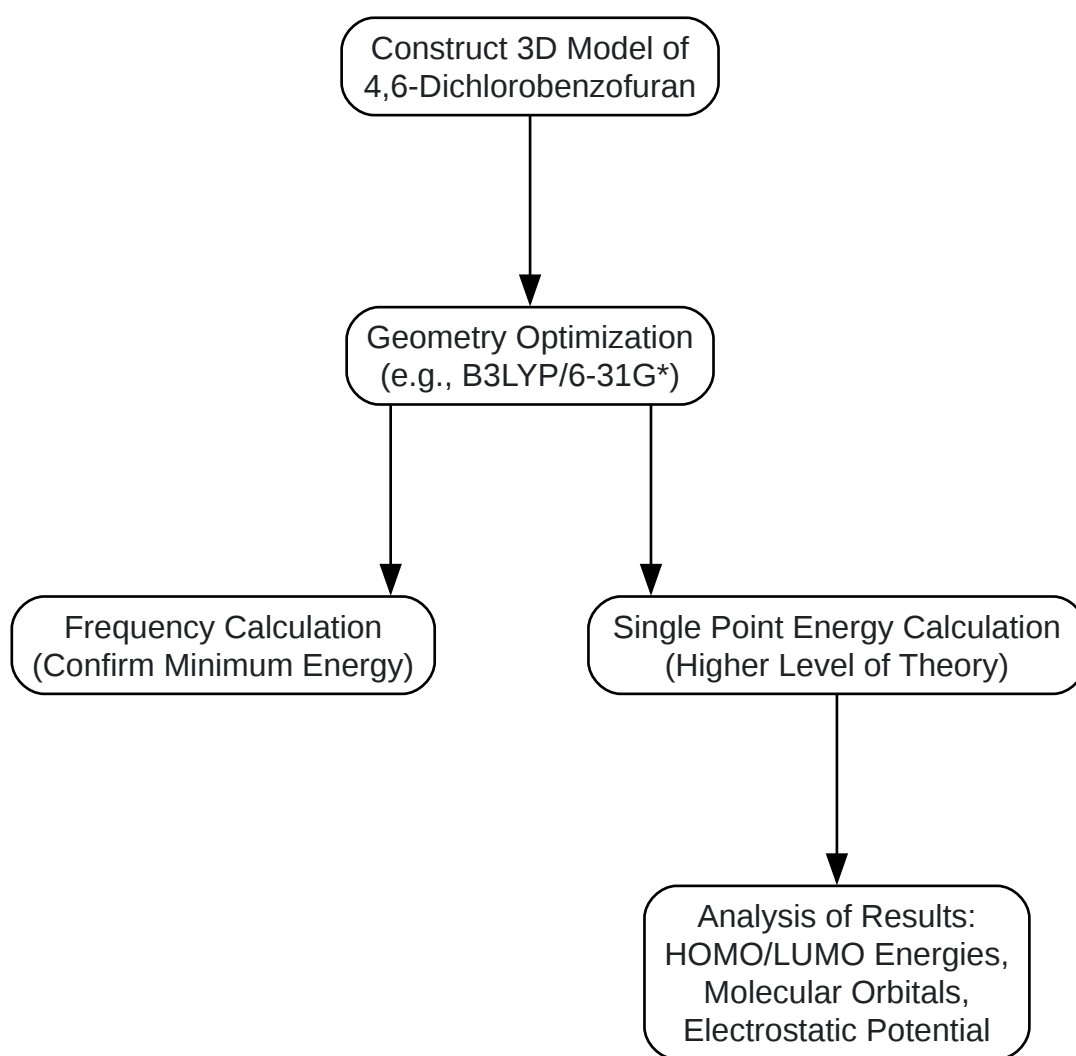 Construct 3D Model of
4,6-Dichlorobenzofuran
Geometry Optimization
(e.g., B3LYP/6-31G*)
Frequency Calculation
(Confirm Minimum Energy)
Single Point Energy Calculation
(Higher Level of Theory)
Analysis of Results:
HOMO/LUMO Energies,
Molecular Orbitals,
Electrostatic Potential